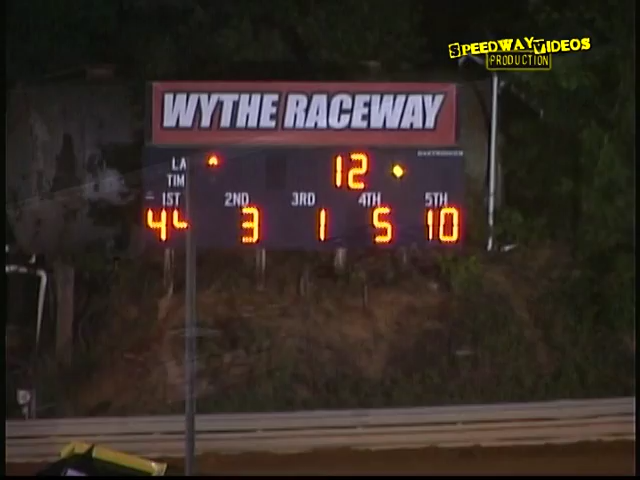 SPEEDWAY VIDEOS
PRODUCTION
WYTHE RACEWAY
LA 12
TIM
1ST 2ND 3RD 4TH 5TH
44 3 1 5 10